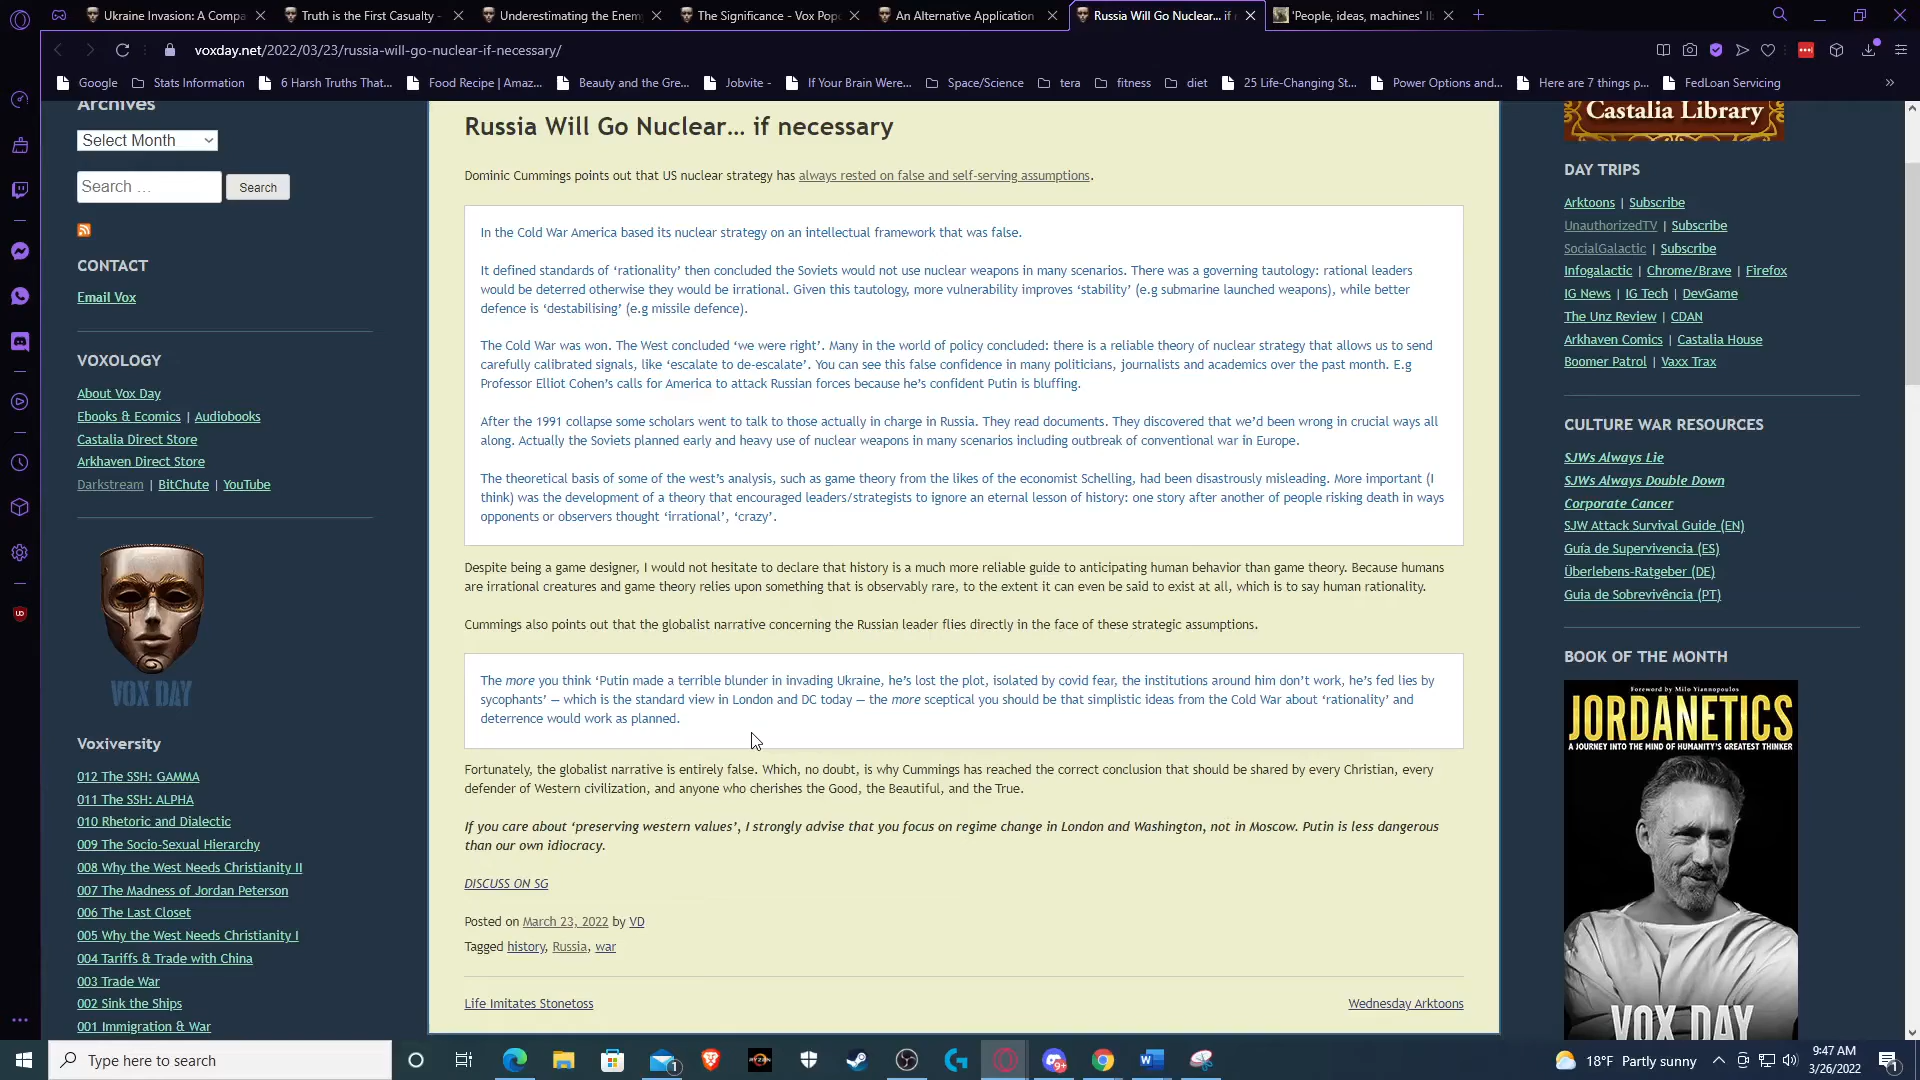 Ukraine Invasion: A Compa
Truth is the First Casualty -
Underestimating the Enem
The Significance - Vox Pop
An Alternative Application
Russia Will Go Nuclear... if
'People, ideas, machines' II
voxday.net/2022/03/23/russia-will-go-nuclear-if-necessary/
Google
Stats Information
6 Harsh Truths That...
Food Recipe | Amaz...
Beauty and the Gre...
Jobvite -
If Your Brain Were...
Space/Science
tera
fitness
diet
25 Life-Changing St...
Power Options and...
Here are 7 things p...
FedLoan Servicing
»
Archives
Select Month
Search …
Search
CONTACT
Email Vox
VOXOLOGY
About Vox Day
Ebooks & Ecomics | Audiobooks
Castalia Direct Store
Arkhaven Direct Store
Darkstream | BitChute | YouTube
VOX DAY
Voxiversity
012 The SSH: GAMMA
011 The SSH: ALPHA
010 Rhetoric and Dialectic
009 The Socio-Sexual Hierarchy
008 Why the West Needs Christianity II
007 The Madness of Jordan Peterson
006 The Last Closet
005 Why the West Needs Christianity I
004 Tariffs & Trade with China
003 Trade War
002 Sink the Ships
001 Immigration & War
Russia Will Go Nuclear… if necessary
Dominic Cummings points out that US nuclear strategy has always rested on false and self-serving assumptions.
In the Cold War America based its nuclear strategy on an intellectual framework that was false.
It defined standards of ‘rationality’ then concluded the Soviets would not use nuclear weapons in many scenarios. There was a governing tautology: rational leaders
would be deterred otherwise they would be irrational. Given this tautology, more vulnerability improves ‘stability’ (e.g submarine launched weapons), while better
defence is ‘destabilising’ (e.g missile defence).
The Cold War was won. The West concluded ‘we were right’. Many in the world of policy concluded: there is a reliable theory of nuclear strategy that allows us to send
carefully calibrated signals, like ‘escalate to de-escalate’. You can see this false confidence in many politicians, journalists and academics over the past month. E.g
Professor Elliot Cohen’s calls for America to attack Russian forces because he’s confident Putin is bluffing.
After the 1991 collapse some scholars went to talk to those actually in charge in Russia. They read documents. They discovered that we’d been wrong in crucial ways all
along. Actually the Soviets planned early and heavy use of nuclear weapons in many scenarios including outbreak of conventional war in Europe.
The theoretical basis of some of the west’s analysis, such as game theory from the likes of the economist Schelling, had been disastrously misleading. More important (I
think) was the development of a theory that encouraged leaders/strategists to ignore an eternal lesson of history: one story after another of people risking death in ways
opponents or observers thought ‘irrational’, ‘crazy’.
Despite being a game designer, I would not hesitate to declare that history is a much more reliable guide to anticipating human behavior than game theory. Because humans
are irrational creatures and game theory relies upon something that is observably rare, to the extent it can even be said to exist at all, which is to say human rationality.
Cummings also points out that the globalist narrative concerning the Russian leader flies directly in the face of these strategic assumptions.
The more you think ‘Putin made a terrible blunder in invading Ukraine, he’s lost the plot, isolated by covid fear, the institutions around him don’t work, he’s fed lies by
sycophants’ — which is the standard view in London and DC today — the more sceptical you should be that simplistic ideas from the Cold War about ‘rationality’ and
deterrence would work as planned.
Fortunately, the globalist narrative is entirely false. Which, no doubt, is why Cummings has reached the correct conclusion that should be shared by every Christian, every
defender of Western civilization, and anyone who cherishes the Good, the Beautiful, and the True.
If you care about ‘preserving western values’, I strongly advise that you focus on regime change in London and Washington, not in Moscow. Putin is less dangerous
than our own idiocracy.
DISCUSS ON SG
Posted on March 23, 2022 by VD
Tagged history, Russia, war
Life Imitates Stonetoss
Wednesday Arktoons
Castalia Library
DAY TRIPS
Arktoons | Subscribe
UnauthorizedTV | Subscribe
SocialGalactic | Subscribe
Infogalactic | Chrome/Brave | Firefox
IG News | IG Tech | DevGame
The Unz Review | CDAN
Arkhaven Comics | Castalia House
Boomer Patrol | Vaxx Trax
CULTURE WAR RESOURCES
SJWs Always Lie
SJWs Always Double Down
Corporate Cancer
SJW Attack Survival Guide (EN)
Guía de Supervivencia (ES)
Überlebens-Ratgeber (DE)
Guia de Sobrevivência (PT)
BOOK OF THE MONTH
Foreword by Milo Yiannopoulos
JORDANETICS
A JOURNEY INTO THE MIND OF HUMANITY'S GREATEST THINKER
VOX DAY
Type here to search
1
RYZEN
9+
18°F Partly sunny
9:47 AM
3/26/2022
1